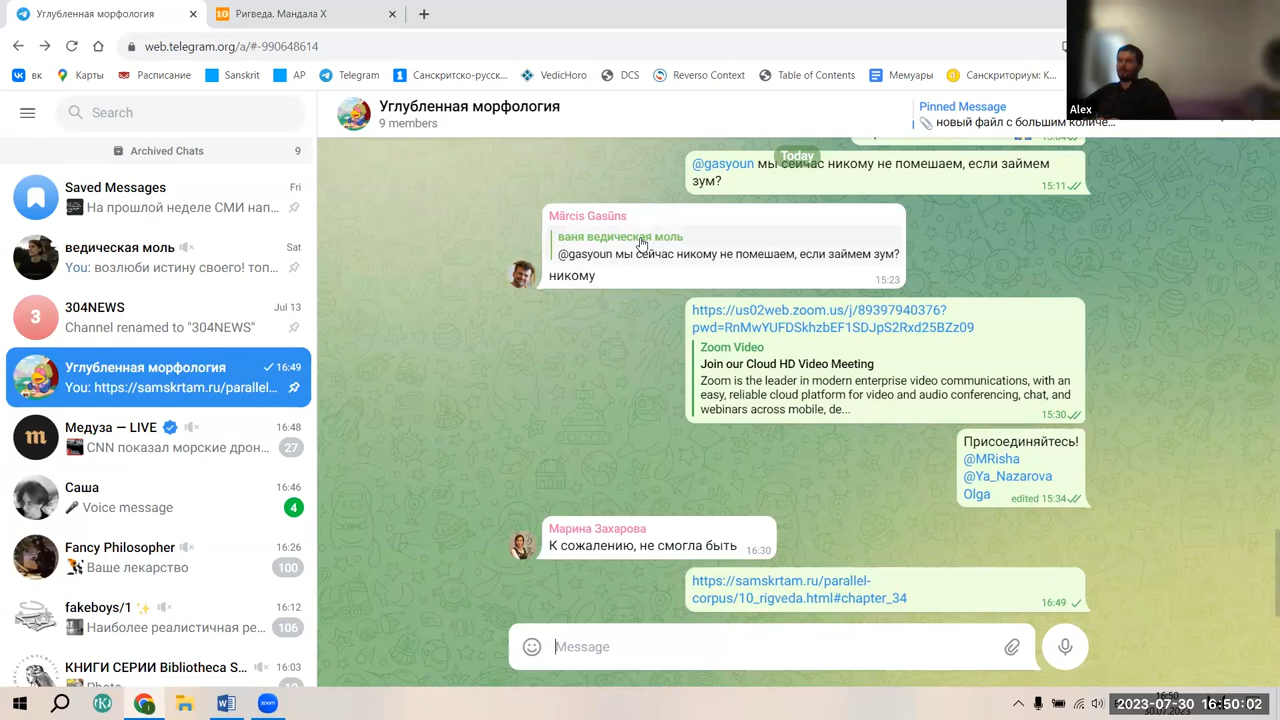 Углубленная морфология
Ригведа. Мандала X
web.telegram.org/a/#-990648614
вк
Карты
Расписание
Sanskrit
AP
Telegram
Санскритско-русск...
VedicHoro
DCS
Reverso Context
Table of Contents
Мемуары
Санскриториум: К...
Alex
Search
Archived Chats
9
Saved Messages
Fri
На прошлой неделе СМИ нап...
ведическая моль
Sat
You: возлюби истину своего! топ...
3
304NEWS
Jul 13
Channel renamed to "304NEWS"
Углубленная морфология
16:49
You: https://samskrtam.ru/parallel...
Медуза — LIVE
16:48
CNN показал морские дрон...
27
Саша
16:46
Voice message
4
Fancy Philosopher
16:26
Ваше лекарство
100
fakeboys/1
16:12
Наиболее реалистичная ре...
106
КНИГИ СЕРИИ Bibliotheca S...
16:03
Углубленная морфология
9 members
Pinned Message
новый файл с большим количе...
Today
@gasyoun мы сейчас никому не помешаем, если займем
зум?
15:11
Mārcis Gasūns
ваня ведическая моль
@gasyoun мы сейчас никому не помешаем, если займем зум?
никому
15:23
https://us02web.zoom.us/j/89397940376?
pwd=RnMwYUFDSkhzbEF1SDJpS2Rxd25BZz09
Zoom Video
Join our Cloud HD Video Meeting
Zoom is the leader in modern enterprise video communications, with an
easy, reliable cloud platform for video and audio conferencing, chat, and
webinars across mobile, de...
15:30
Присоединяйтесь!
@MRisha
@Ya_Nazarova
Olga
edited 15:34
Марина Захарова
К сожалению, не смогла быть
16:30
https://samskrtam.ru/parallel-
corpus/10_rigveda.html#chapter_34
16:49
Message
zoom
16:50
2023-07-30 16:50:02